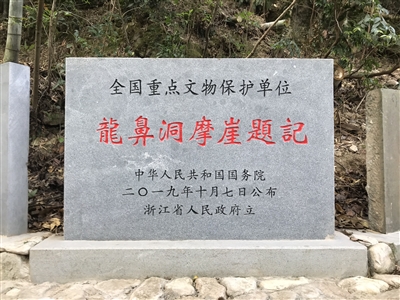 全国重点文物保护单位
龍鼻洞摩崖題記
中华人民共和国国务院
二〇一九年十月七日公布
浙江省人民政府立